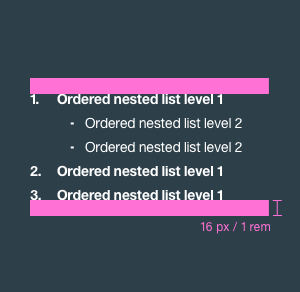 1. Ordered nested list level 1
- Ordered nested list level 2
- Ordered nested list level 2
2. Ordered nested list level 1
3. Ordered nested list level 1
16 px / 1 rem